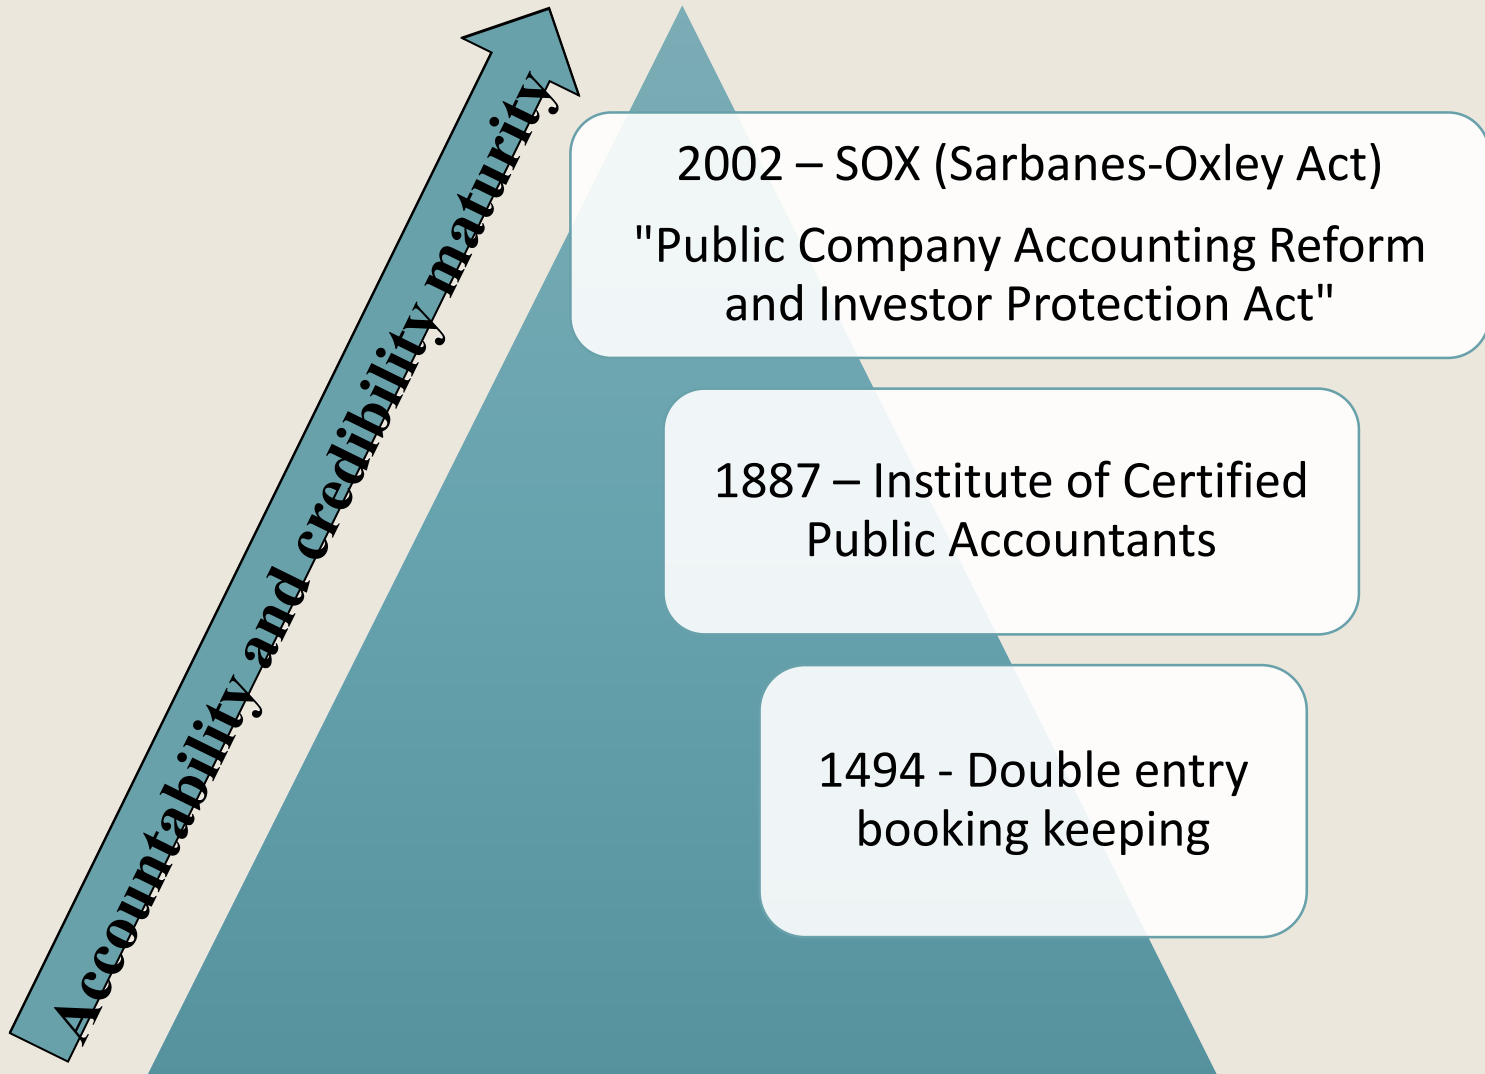 Accountability and credibility maturity
2002 – SOX (Sarbanes-Oxley Act)
"Public Company Accounting Reform
and Investor Protection Act"
1887 – Institute of Certified
Public Accountants
1494 - Double entry
booking keeping